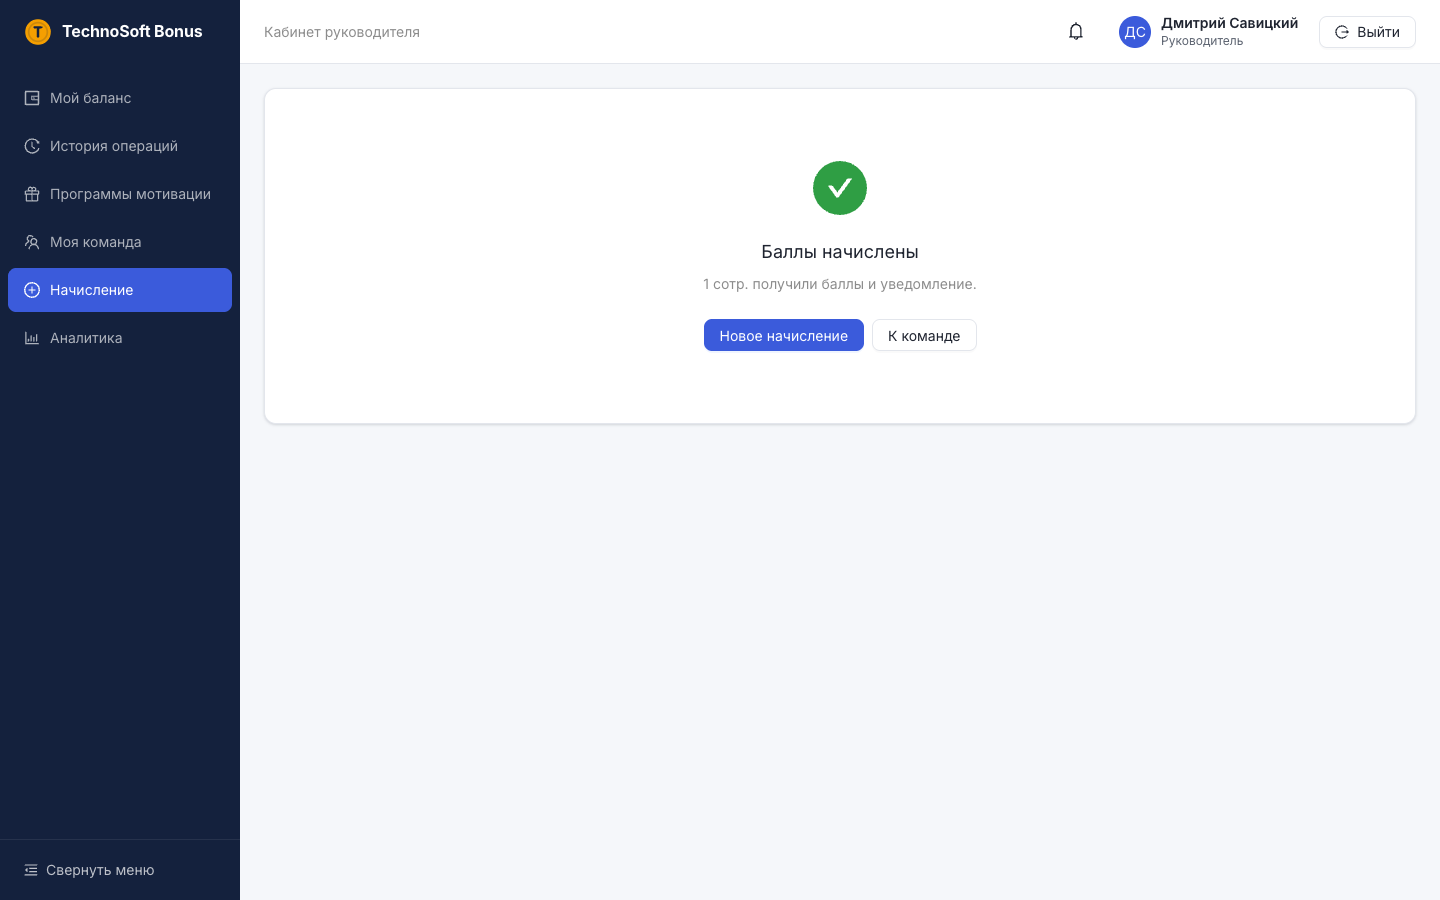 TechnoSoft Bonus
Мой баланс
История операций
Программы мотивации
Моя команда
Начисление
Аналитика
Свернуть меню
Кабинет руководителя
ДС
Дмитрий Савицкий
Руководитель
Выйти
Баллы начислены
1 сотр. получили баллы и уведомление.
Новое начисление
К команде